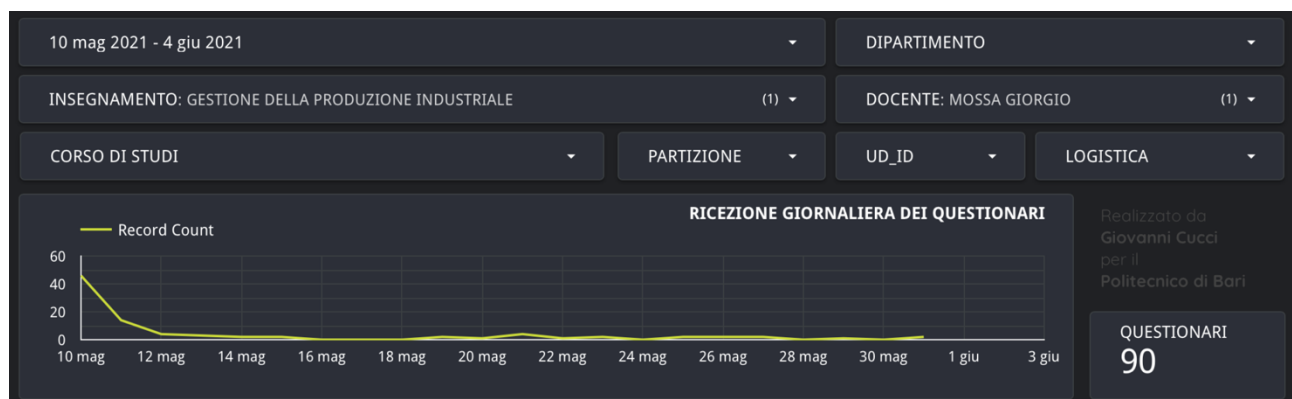 10 mag 2021 - 4 giu 2021
DIPARTIMENTO
INSEGNAMENTO: GESTIONE DELLA PRODUZIONE INDUSTRIALE (1)
DOCENTE: MOSSA GIORGIO (1)
CORSO DI STUDI
PARTIZIONE
UD_ID
LOGISTICA
RICEZIONE GIORNALIERA DEI QUESTIONARI
Record Count
60
40
20
0
10 mag 12 mag 14 mag 16 mag 18 mag 20 mag 22 mag 24 mag 26 mag 28 mag 30 mag 1 giu 3 giu
Realizzato da
Giovanni Cucci
per il
Politecnico di Bari
QUESTIONARI
90